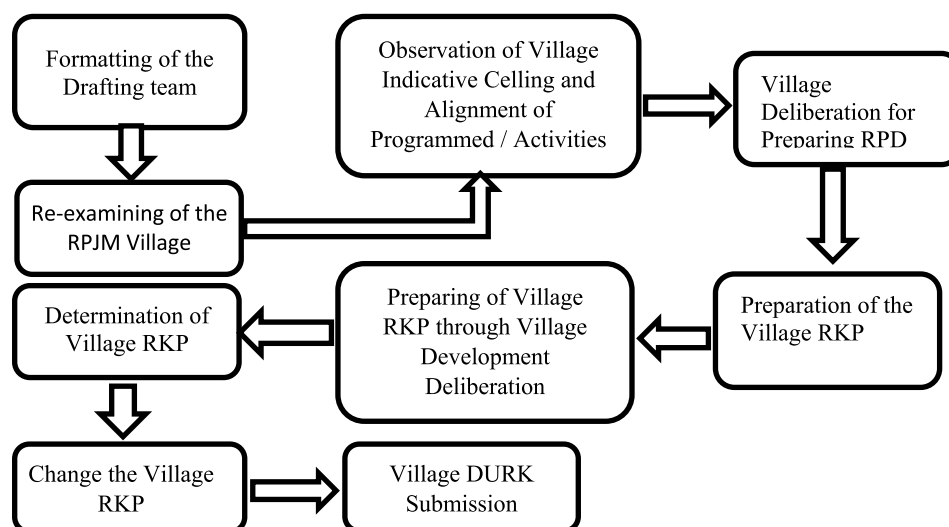 Formatting of the
Drafting team
Re-examining of the
RPJM Village
Observation of Village
Indicative Celling and
Alignment of
Programmed / Activities
Village
Deliberation for
Preparing RPD
Preparation of the
Village RKP
Preparing of Village
RKP through Village
Development
Deliberation
Determination of
Village RKP
Change the Village
RKP
Village DURK
Submission